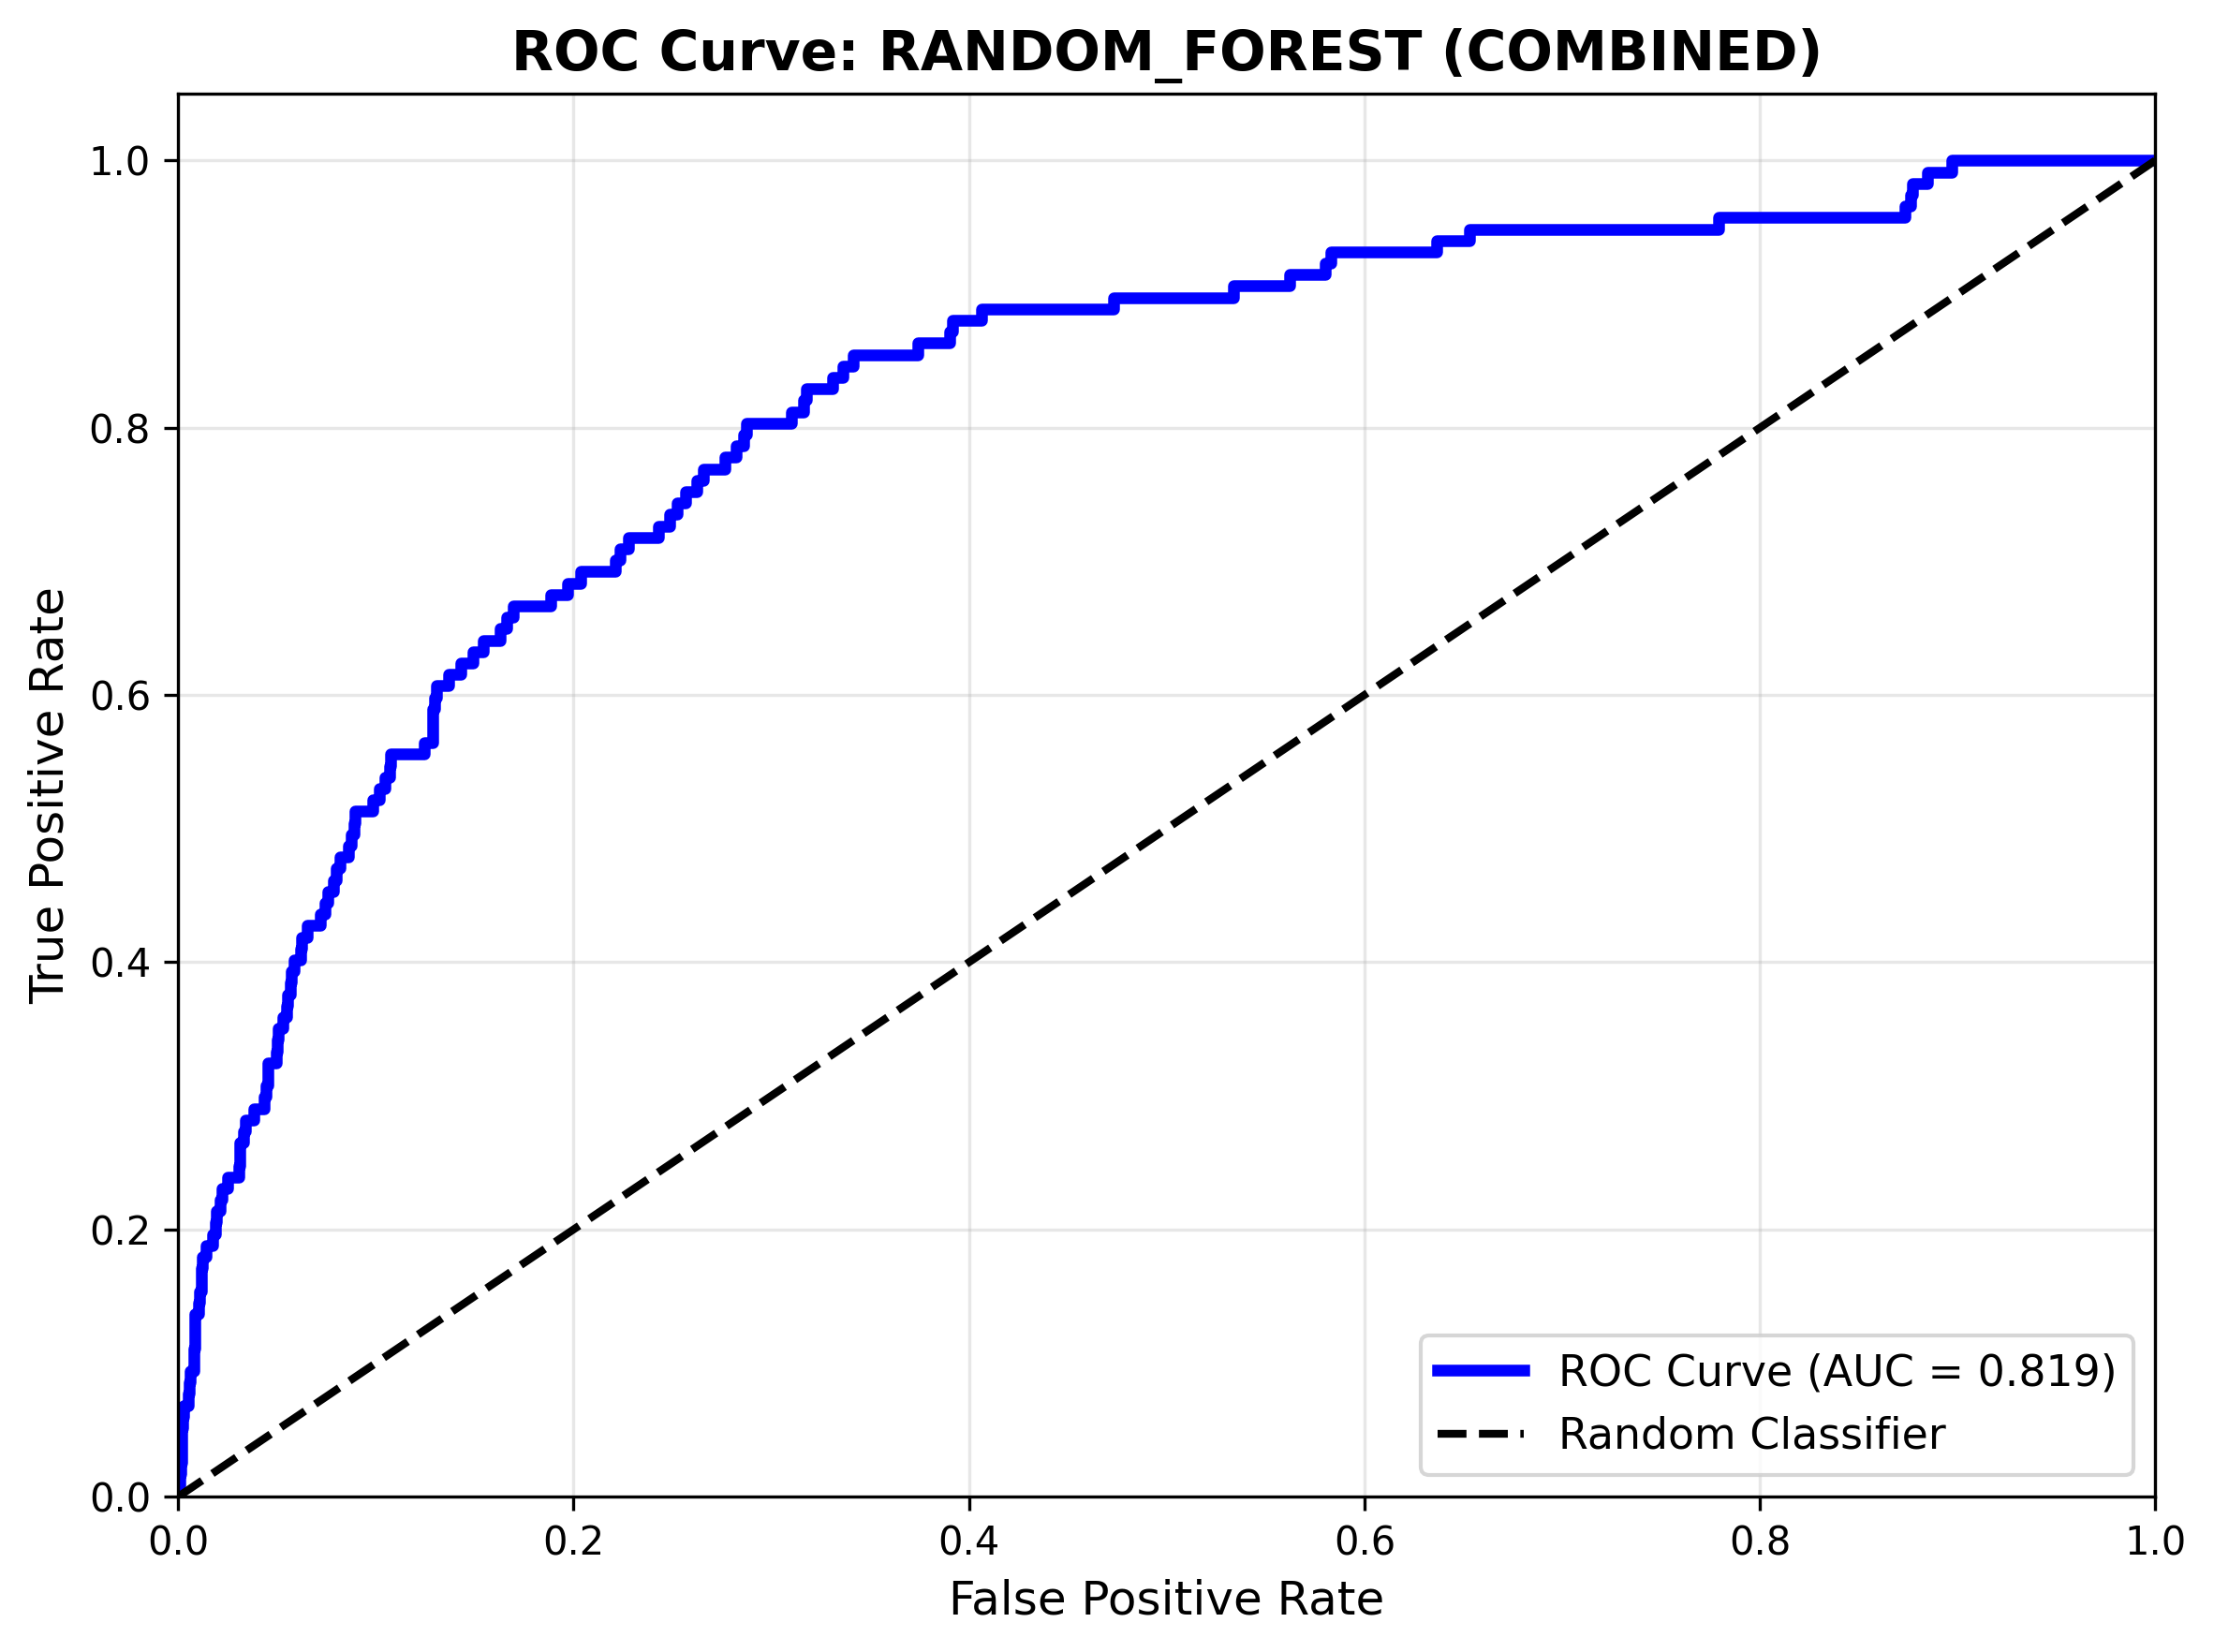 ROC Curve: RANDOM_FOREST (COMBINED)
1.0
0.8
0.6
0.4
0.2
0.0
True Positive Rate
0.0 0.2 0.4 0.6 0.8 1.0
False Positive Rate
ROC Curve (AUC = 0.819)
Random Classifier